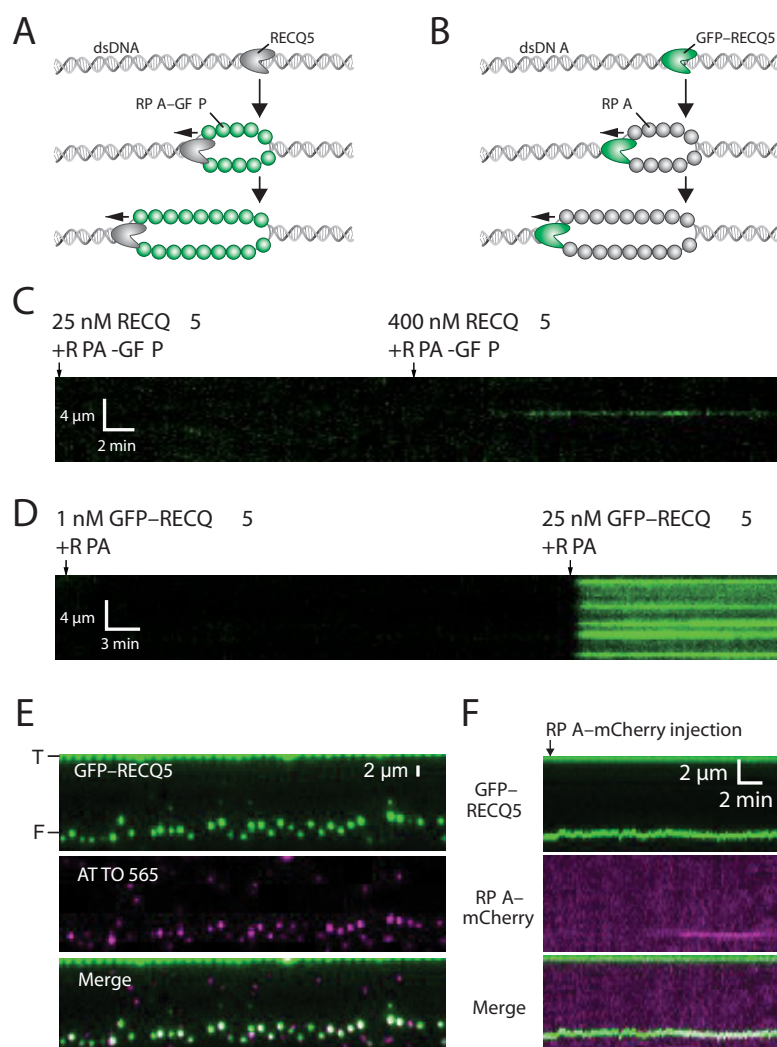 A
dsDNA
RECQ5
RP A–GF P
B
dsDN A
GFP–RECQ5
RP A
C
25 nM RECQ 5
+R PA -GF P
400 nM RECQ 5
+R PA -GF P
4 µm
2 min
D
1 nM GFP–RECQ 5
+R PA
25 nM GFP–RECQ 5
+R PA
4 µm
3 min
E
T
GFP–RECQ5
2 µm
F
AT TO 565
Merge
F
RP A–mCherry injection
GFP–
RECQ5
2 µm
2 min
RP A–
mCherry
Merge